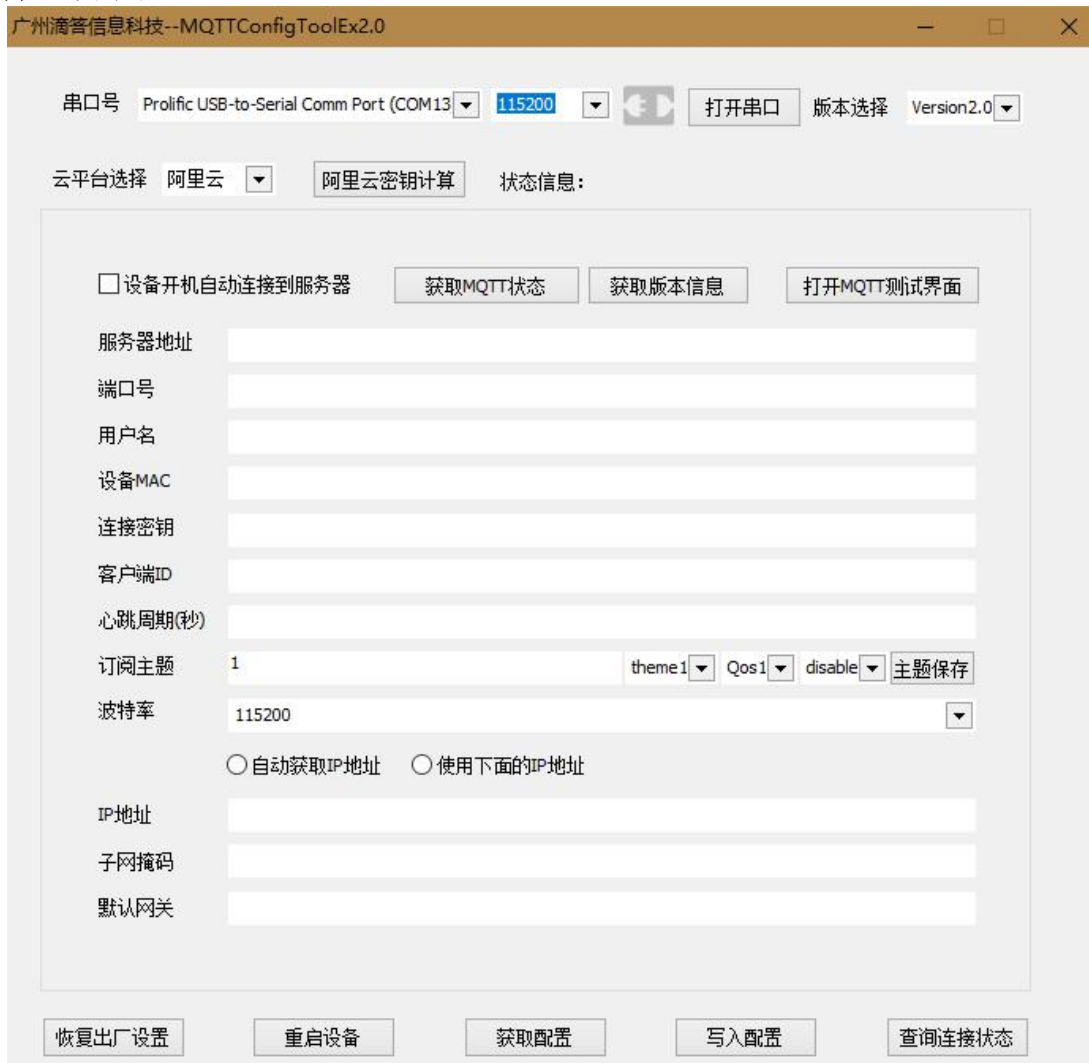 广州滴答信息科技--MQTTConfigToolEx2.0
串口号 Prolific USB-to-Serial Comm Port (COM13 115200 打开串口 版本选择 Version2.0
云平台选择 阿里云 阿里云密钥计算 状态信息:
设备开机自动连接到服务器 获取MQTT状态 获取版本信息 打开MQTT测试界面
服务器地址
端口号
用户名
设备MAC
连接密钥
客户端ID
心跳周期(秒)
订阅主题 1 theme1 Qos1 disable 主题保存
波特率 115200
自动获取IP地址 使用下面的IP地址
IP地址
子网掩码
默认网关
恢复出厂设置 重启设备 获取配置 写入配置 查询连接状态